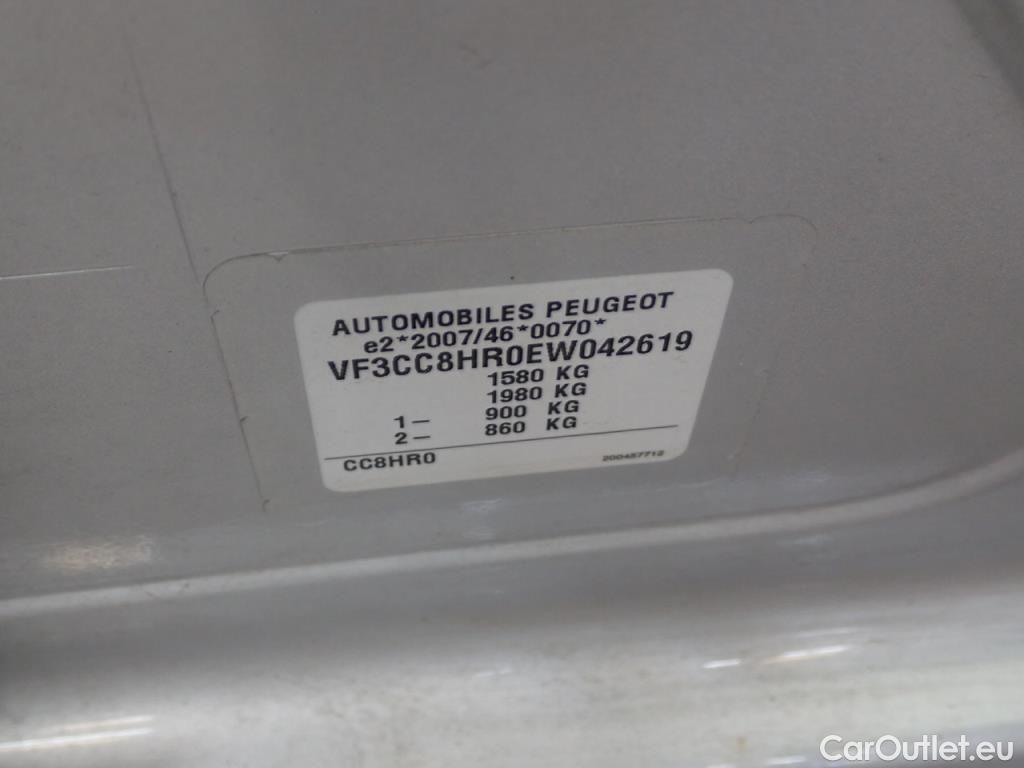 AUTOMOBILES PEUGEOT
e2*2007/46*0070*
VF3CC8HR0EW042619
1580 KG
1980 KG
1- 900 KG
2- 860 KG
CC8HR0 200457712
CarOutlet.eu